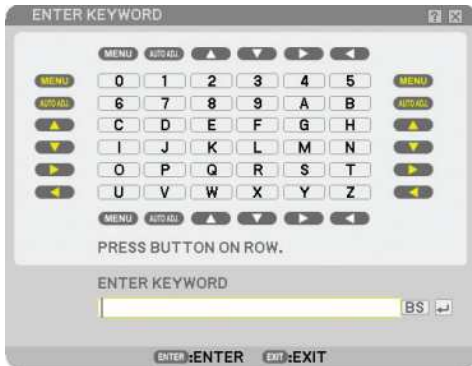 ENTER KEYWORD
MENU AUTO ADJ.
MENU 0 1 2 3 4 5 MENU
AUTO ADJ. 6 7 8 9 A B AUTO ADJ.
C D E F G H
I J K L M N
O P Q R S T
U V W X Y Z
MENU AUTO ADJ.
PRESS BUTTON ON ROW.
ENTER KEYWORD
BS
ENTER :ENTER EXIT :EXIT